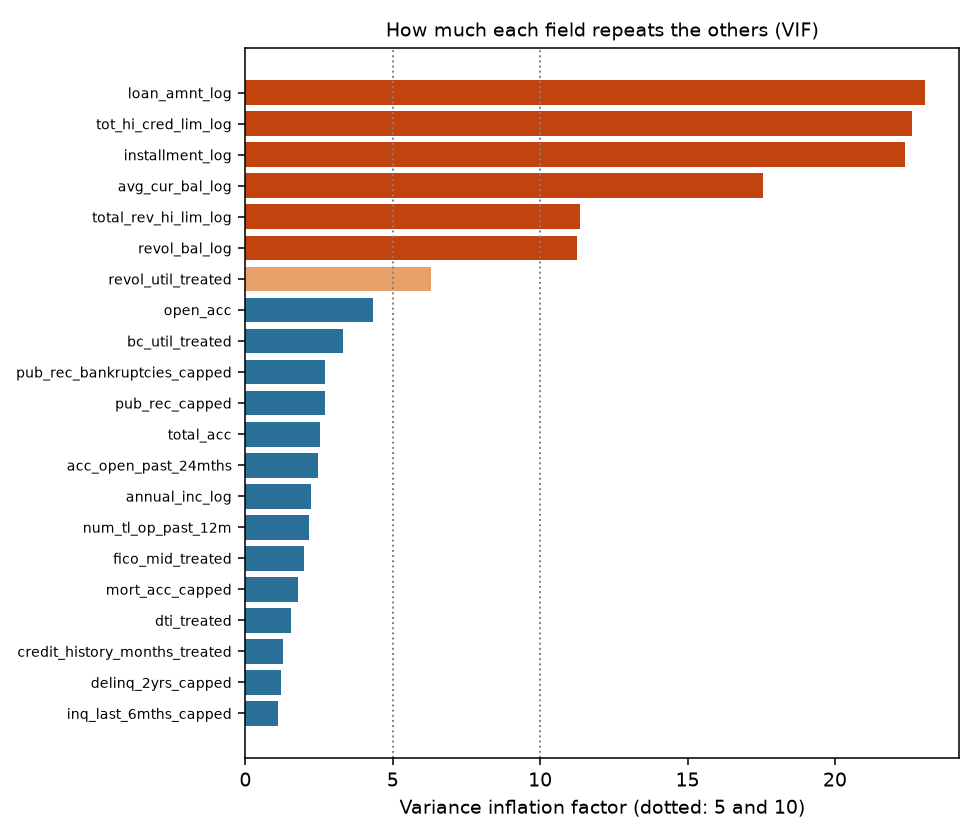 How much each field repeats the others (VIF)
loan_amnt_log
tot_hi_cred_lim_log
installment_log
avg_cur_bal_log
total_rev_hi_lim_log
revol_bal_log
revol_util_treated
open_acc
bc_util_treated
pub_rec_bankruptcies_capped
pub_rec_capped
total_acc
acc_open_past_24mths
annual_inc_log
num_tl_op_past_12m
fico_mid_treated
mort_acc_capped
dti_treated
credit_history_months_treated
delinq_2yrs_capped
inq_last_6mths_capped
0 5 10 15 20
Variance inflation factor (dotted: 5 and 10)